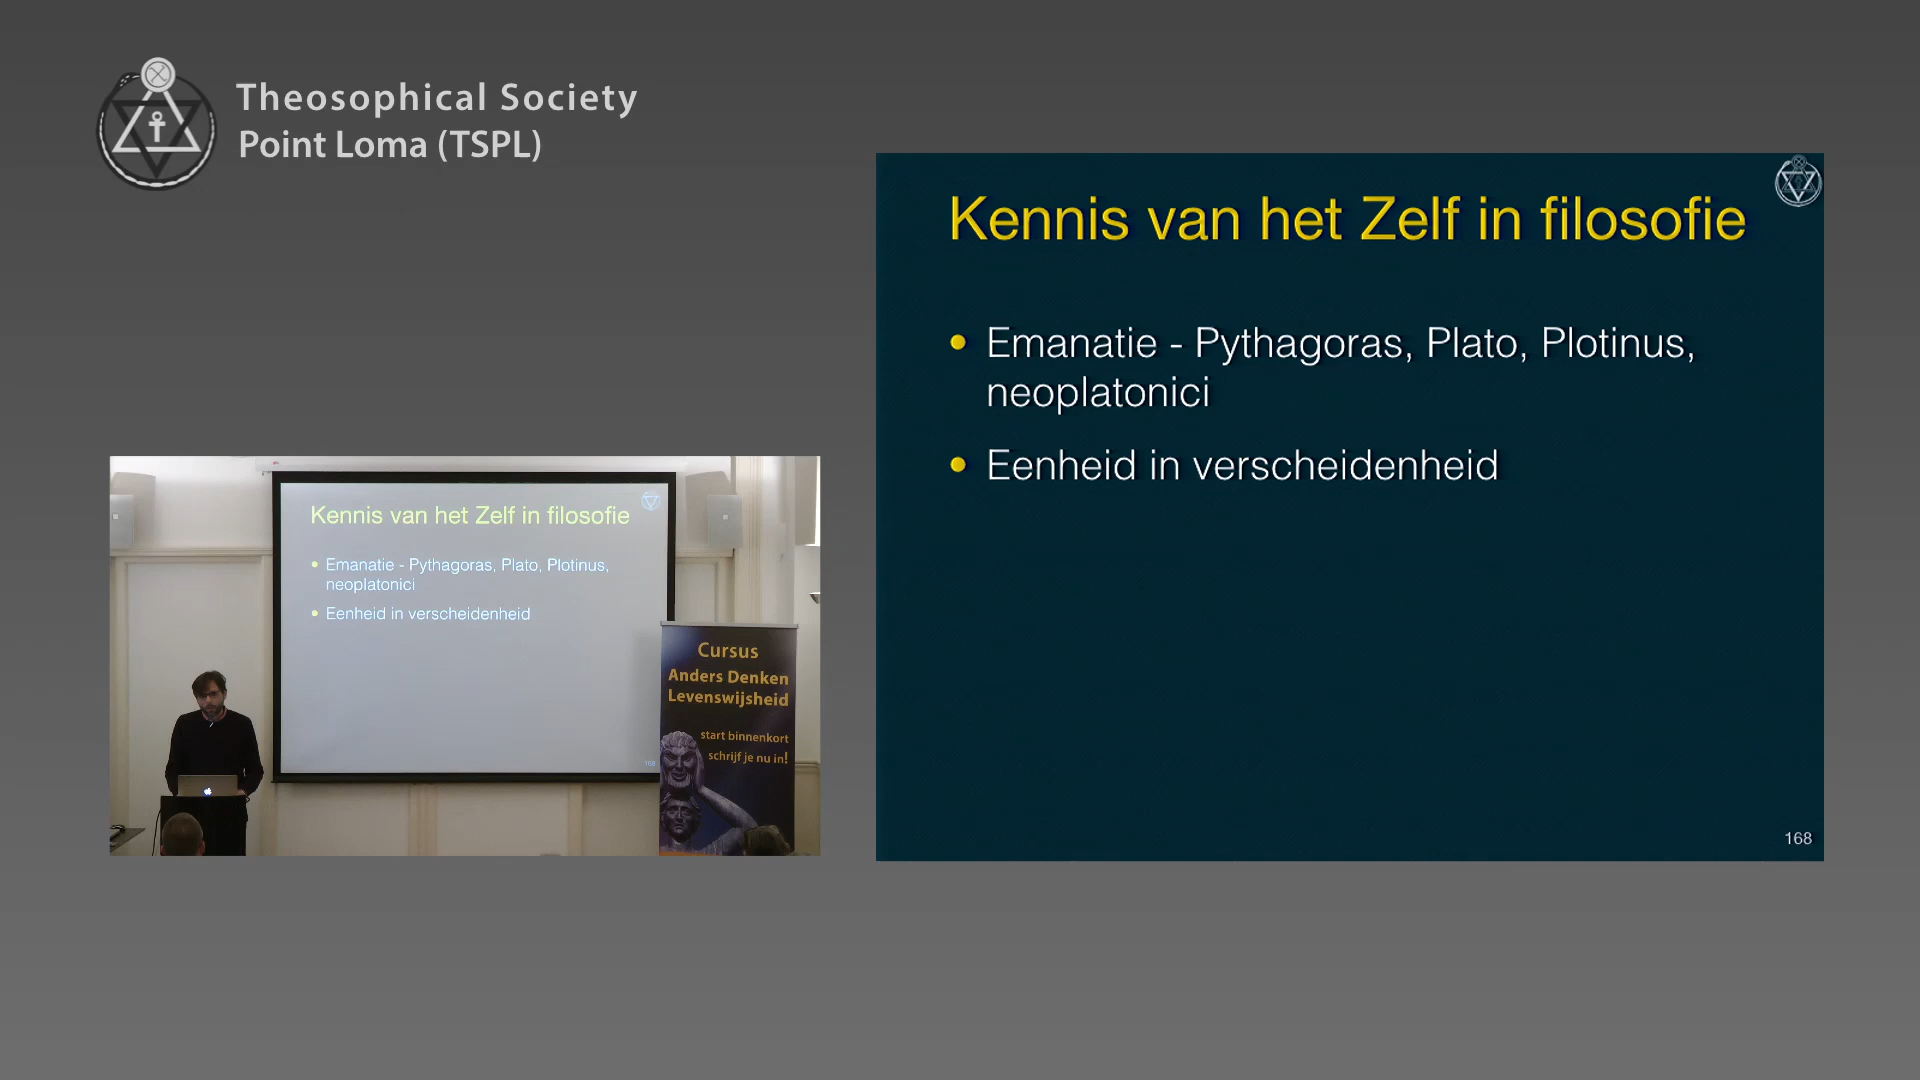 Theosophical Society
Point Loma (TSPL)
Kennis van het Zelf in filosofie
• Emanatie - Pythagoras, Plato, Plotinus,
neoplatonici
• Eenheid in verscheidenheid
168
Kennis van het Zelf in filosofie
• Emanatie - Pythagoras, Plato, Plotinus,
neoplatonici
• Eenheid in verscheidenheid
168
Cursus
Anders Denken
Levenswijsheid
start binnenkort
schrijf je nu in!